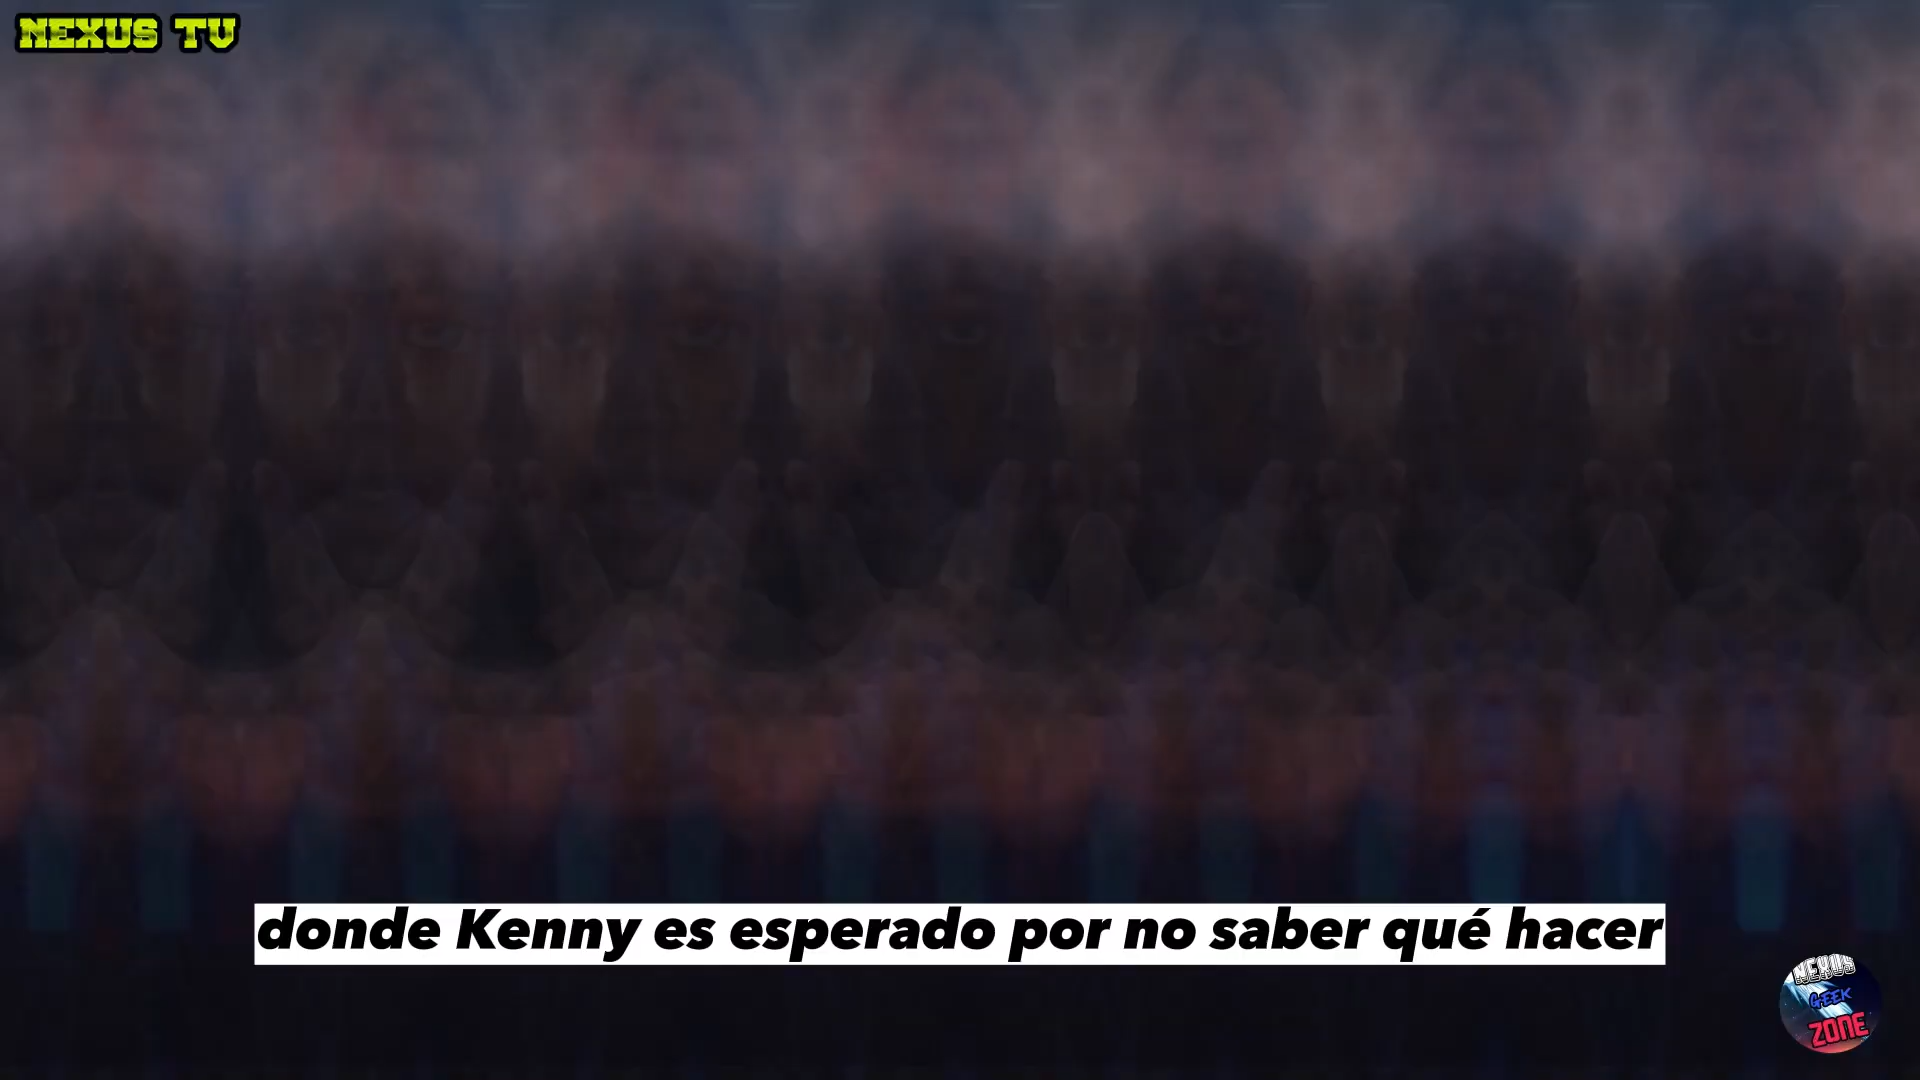 NEXUS TV
donde Kenny es esperado por no saber qué hacer
NEXUS
GEEK
ZONE